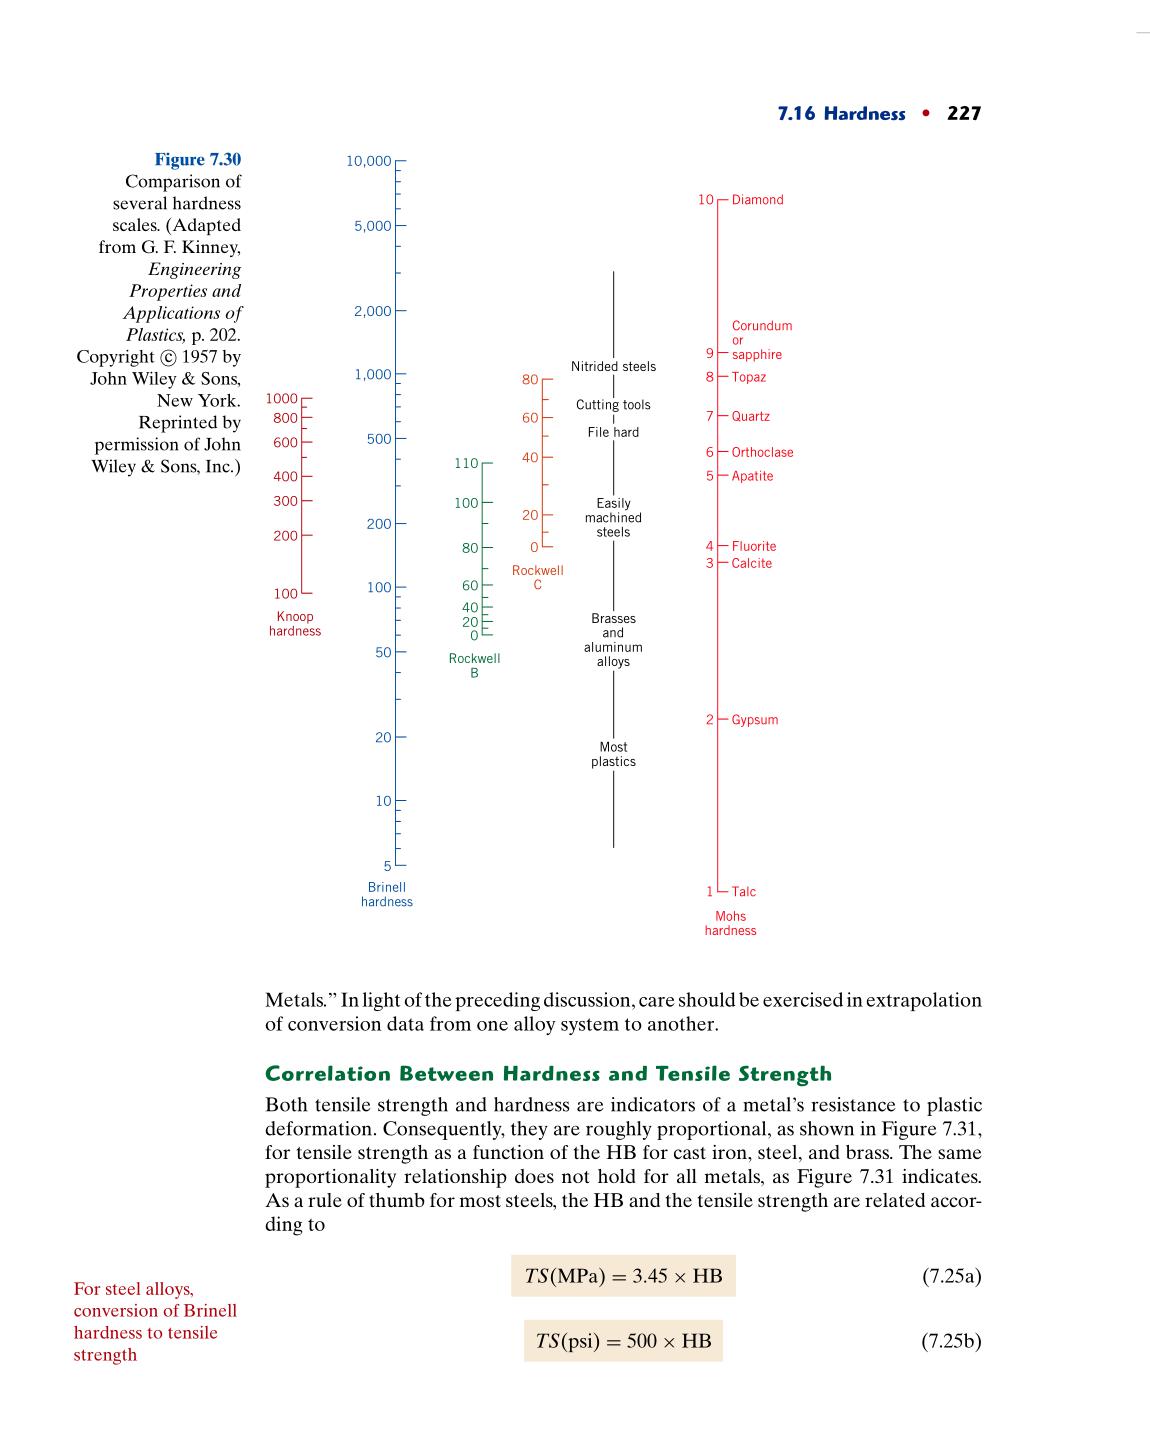 7.16 Hardness • 227
Figure 7.30
Comparison of
several hardness
scales. (Adapted
from G. F. Kinney,
Engineering
Properties and
Applications of
Plastics, p. 202.
Copyright © 1957 by
John Wiley & Sons,
New York.
Reprinted by
permission of John
Wiley & Sons, Inc.)
1000
800
600
400
300
200
100
Knoop
hardness
10,000
5,000
2,000
1,000
500
200
100
50
20
10
5
Brinell
hardness
110
100
80
60
40
20
0
Rockwell
B
80
60
40
20
0
Rockwell
C
Nitrided steels
Cutting tools
File hard
Easily
machined
steels
Brasses
and
aluminum
alloys
Most
plastics
10 Diamond
Corundum
or
9 sapphire
8 Topaz
7 Quartz
6 Orthoclase
5 Apatite
4 Fluorite
3 Calcite
2 Gypsum
1 Talc
Mohs
hardness
Metals.” In light of the preceding discussion, care should be exercised in extrapolation
of conversion data from one alloy system to another.
Correlation Between Hardness and Tensile Strength
Both tensile strength and hardness are indicators of a metal’s resistance to plastic
deformation. Consequently, they are roughly proportional, as shown in Figure 7.31,
for tensile strength as a function of the HB for cast iron, steel, and brass. The same
proportionality relationship does not hold for all metals, as Figure 7.31 indicates.
As a rule of thumb for most steels, the HB and the tensile strength are related accor-
ding to
TS(MPa) = 3.45 × HB (7.25a)
For steel alloys,
conversion of Brinell
hardness to tensile
strength
TS(psi) = 500 × HB (7.25b)